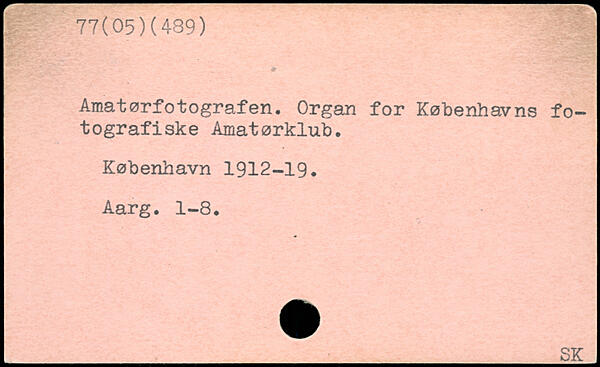 77(05)(489)
Amatørfotografen. Organ for Københavns fo-
tografiske Amatørklub.
København 1912-19.
Aarg. 1-8.
SK